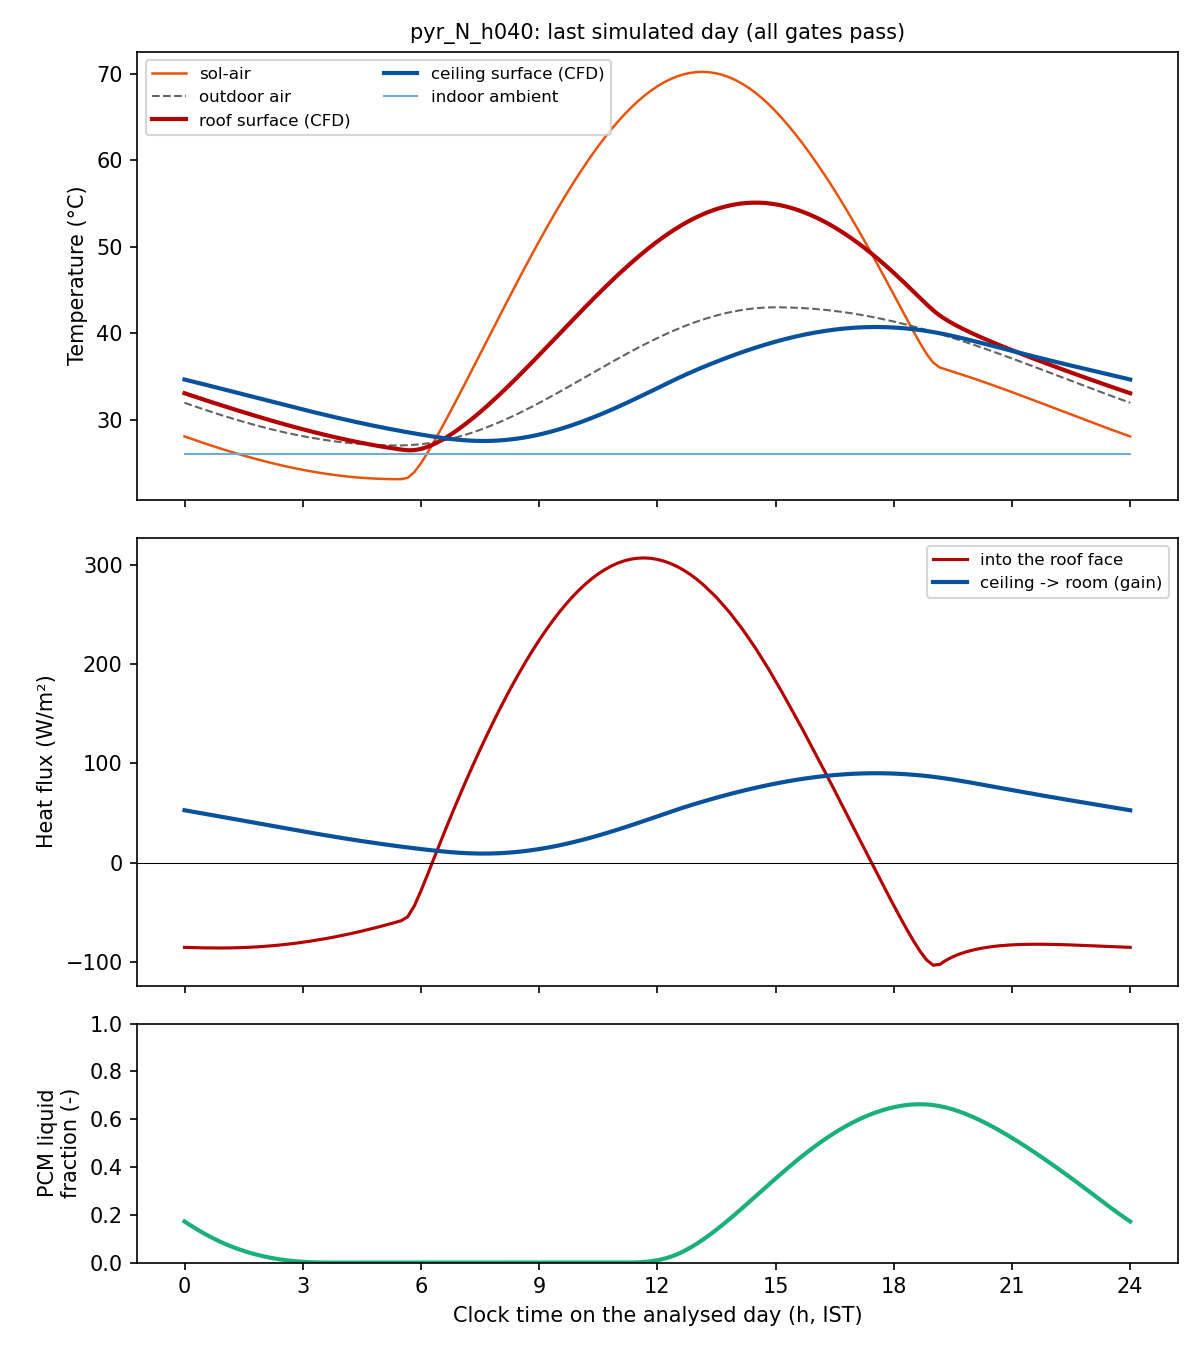 pyr_N_h040: last simulated day (all gates pass)
sol-air
outdoor air
roof surface (CFD)
ceiling surface (CFD)
indoor ambient
Temperature (°C)
70
60
50
40
30
into the roof face
ceiling -> room (gain)
Heat flux (W/m²)
300
200
100
0
−100
PCM liquid
fraction (-)
1.0
0.8
0.6
0.4
0.2
0.0
0 3 6 9 12 15 18 21 24
Clock time on the analysed day (h, IST)